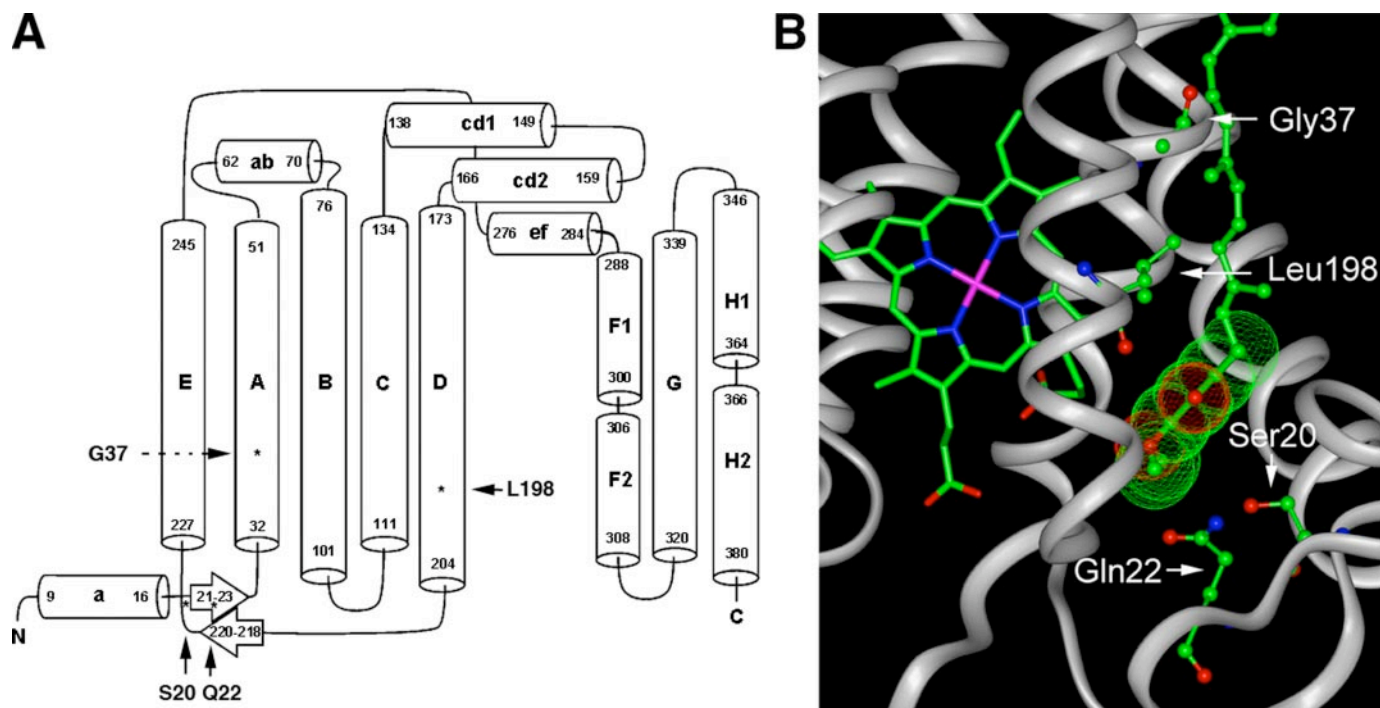 A
B
138 cd1 149
62 ab 70
166 cd2 159
76
173
276 ef 284
346
245
51
134
339
288
H1
F1
364
E
A
B
C
D
300
G
366
306
G37
*
H2
F2
*
L198
227
32
101
111
204
308
320
380
9 a 16
21-23
*
*
C
N
220-218
S20 Q22
Gly37
Leu198
Ser20
Gln22